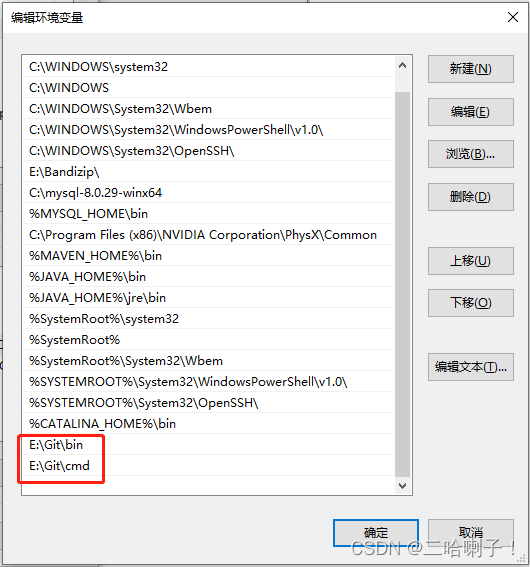 编辑环境变量
C:\WINDOWS\system32
C:\WINDOWS
C:\WINDOWS\System32\Wbem
C:\WINDOWS\System32\WindowsPowerShell\v1.0\
C:\WINDOWS\System32\OpenSSH\
E:\Bandizip\
C:\mysql-8.0.29-winx64
%MYSQL_HOME%\bin
C:\Program Files (x86)\NVIDIA Corporation\PhysX\Common
%MAVEN_HOME%\bin
%JAVA_HOME%\bin
%JAVA_HOME%\jre\bin
%SystemRoot%\system32
%SystemRoot%
%SystemRoot%\System32\Wbem
%SYSTEMROOT%\System32\WindowsPowerShell\v1.0\
%SYSTEMROOT%\System32\OpenSSH\
%CATALINA_HOME%\bin
E:\Git\bin
E:\Git\cmd
新建(N)
编辑(E)
浏览(B)...
删除(D)
上移(U)
下移(O)
编辑文本(T)...
确定
取消
CSDN @二哈喇子！